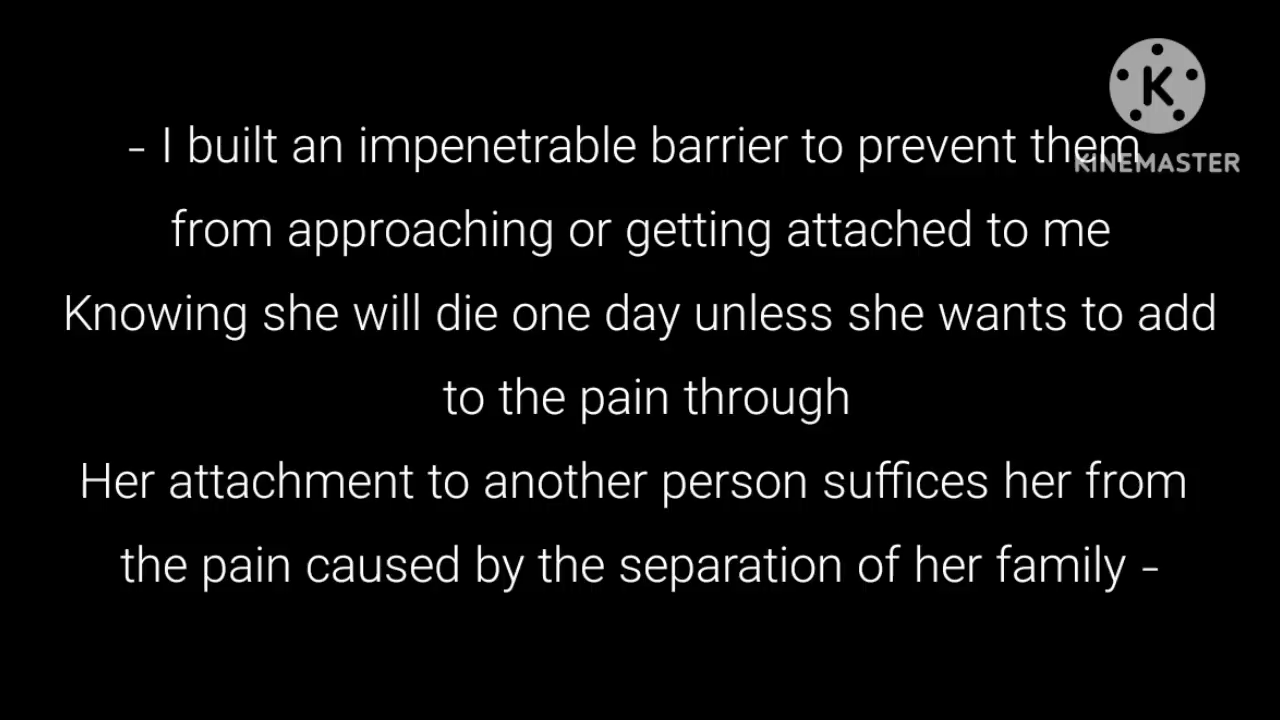 - I built an impenetrable barrier to prevent them
K
KINEMASTER
from approaching or getting attached to me
Knowing she will die one day unless she wants to add
to the pain through
Her attachment to another person suffices her from
the pain caused by the separation of her family -